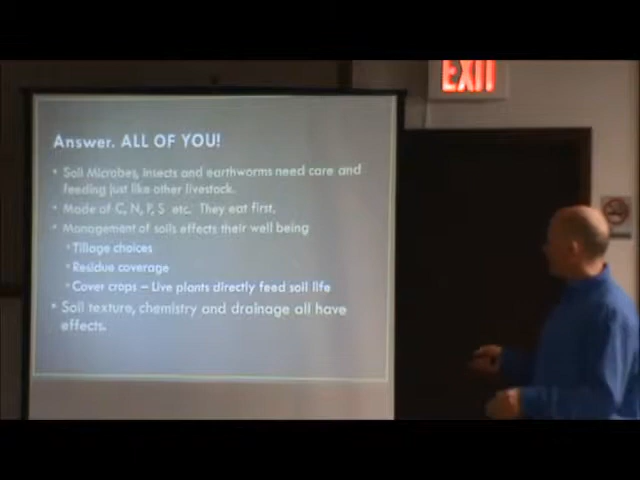 EXIT
Answer. ALL OF YOU!
• Soil Microbes, insects and earthworms need care and
feeding just like other livestock.
• Made of C, N, P, S etc. They eat first.
• Management of soils effects their well being
• Tillage choices
• Residue coverage
• Cover crops – Live plants directly feed soil life
• Soil texture, chemistry and drainage all have
effects.